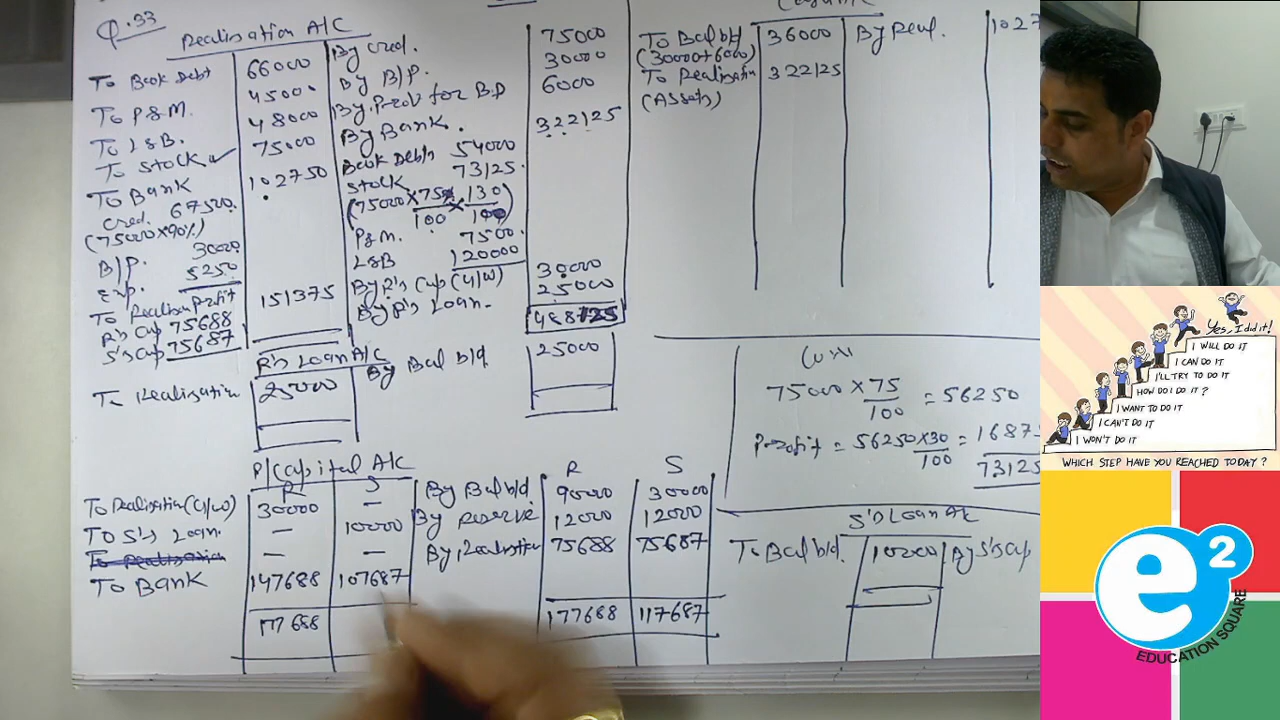 Q.33
Realisation A/C
To Book Debt 66000 By cred. 75000
To P&M. 45000 By B/P. 30000
To L&B. 48000 By Prov for B.D 6000
To Stock 75000 By Bank. 322125
To Bank 102750 Book Debts 54000
cred. 67500 Stock 73125
(75000×90%) (75000×75/100×130/100)
B/P. 30000 P&M. 75000
Exp. 5250 L&B 120000
To Realisn Profit 151375 By R's Cap (U/W) 30000
R's Cap 75688 By R's Loan. 25000
S's Cap 75687 488125
R's Loan A/C
To Realisation 25000 By Bal b/d 25000
P/Capital A/C
R S R S
To Realisation(U/W) 30000 - By Bal b/d. 90000 30000
To S's Loan. - 10000 By Reserve 12000 12000
- - By Realisation 75688 75687
To Bank 147688 107687
177688 177688 117687
To Bal b/d 36000 By Real. 1027
(30000+6000)
To Realisation 322125
(Assets)
75000 × 75/100 = 56250
Profit = 56250×30/100 = 1687
73125
S's Loan A/C
To Bal b/d. 10000 By S's Cap
Yes, I did it!
I WILL DO IT
I CAN DO IT
I'LL TRY TO DO IT
HOW DO I DO IT?
I WANT TO DO IT
I CAN'T DO IT
I WON'T DO IT
WHICH STEP HAVE YOU REACHED TODAY?
e2
EDUCATION SQUARE